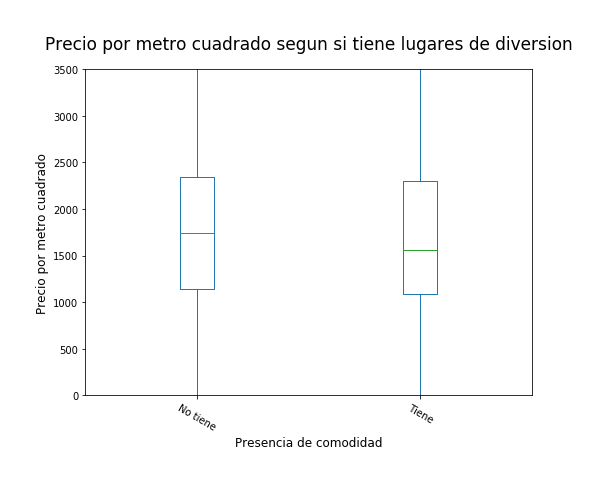 Precio por metro cuadrado segun si tiene lugares de diversion
3500
3000
2500
2000
1500
1000
500
0
Precio por metro cuadrado
No tiene
Tiene
Presencia de comodidad